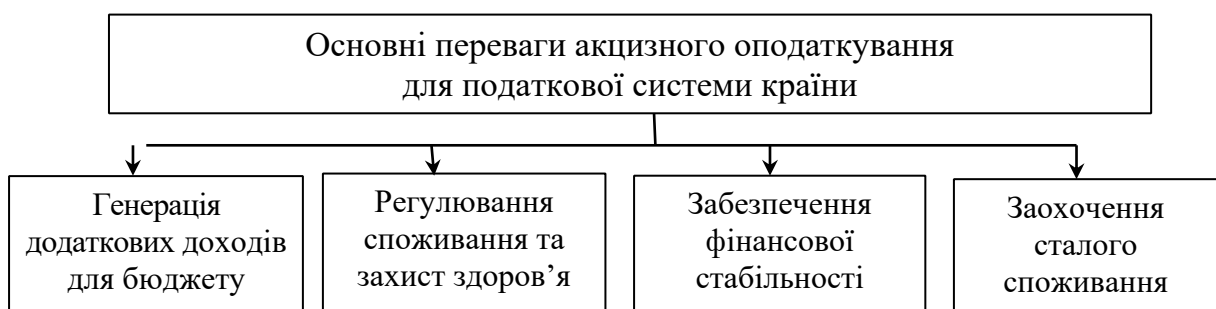 Основні переваги акцизного оподаткування
для податкової системи країни
Генерація
додаткових доходів
для бюджету
Регулювання
споживання та
захист здоров’я
Забезпечення
фінансової
стабільності
Заохочення
сталого
споживання